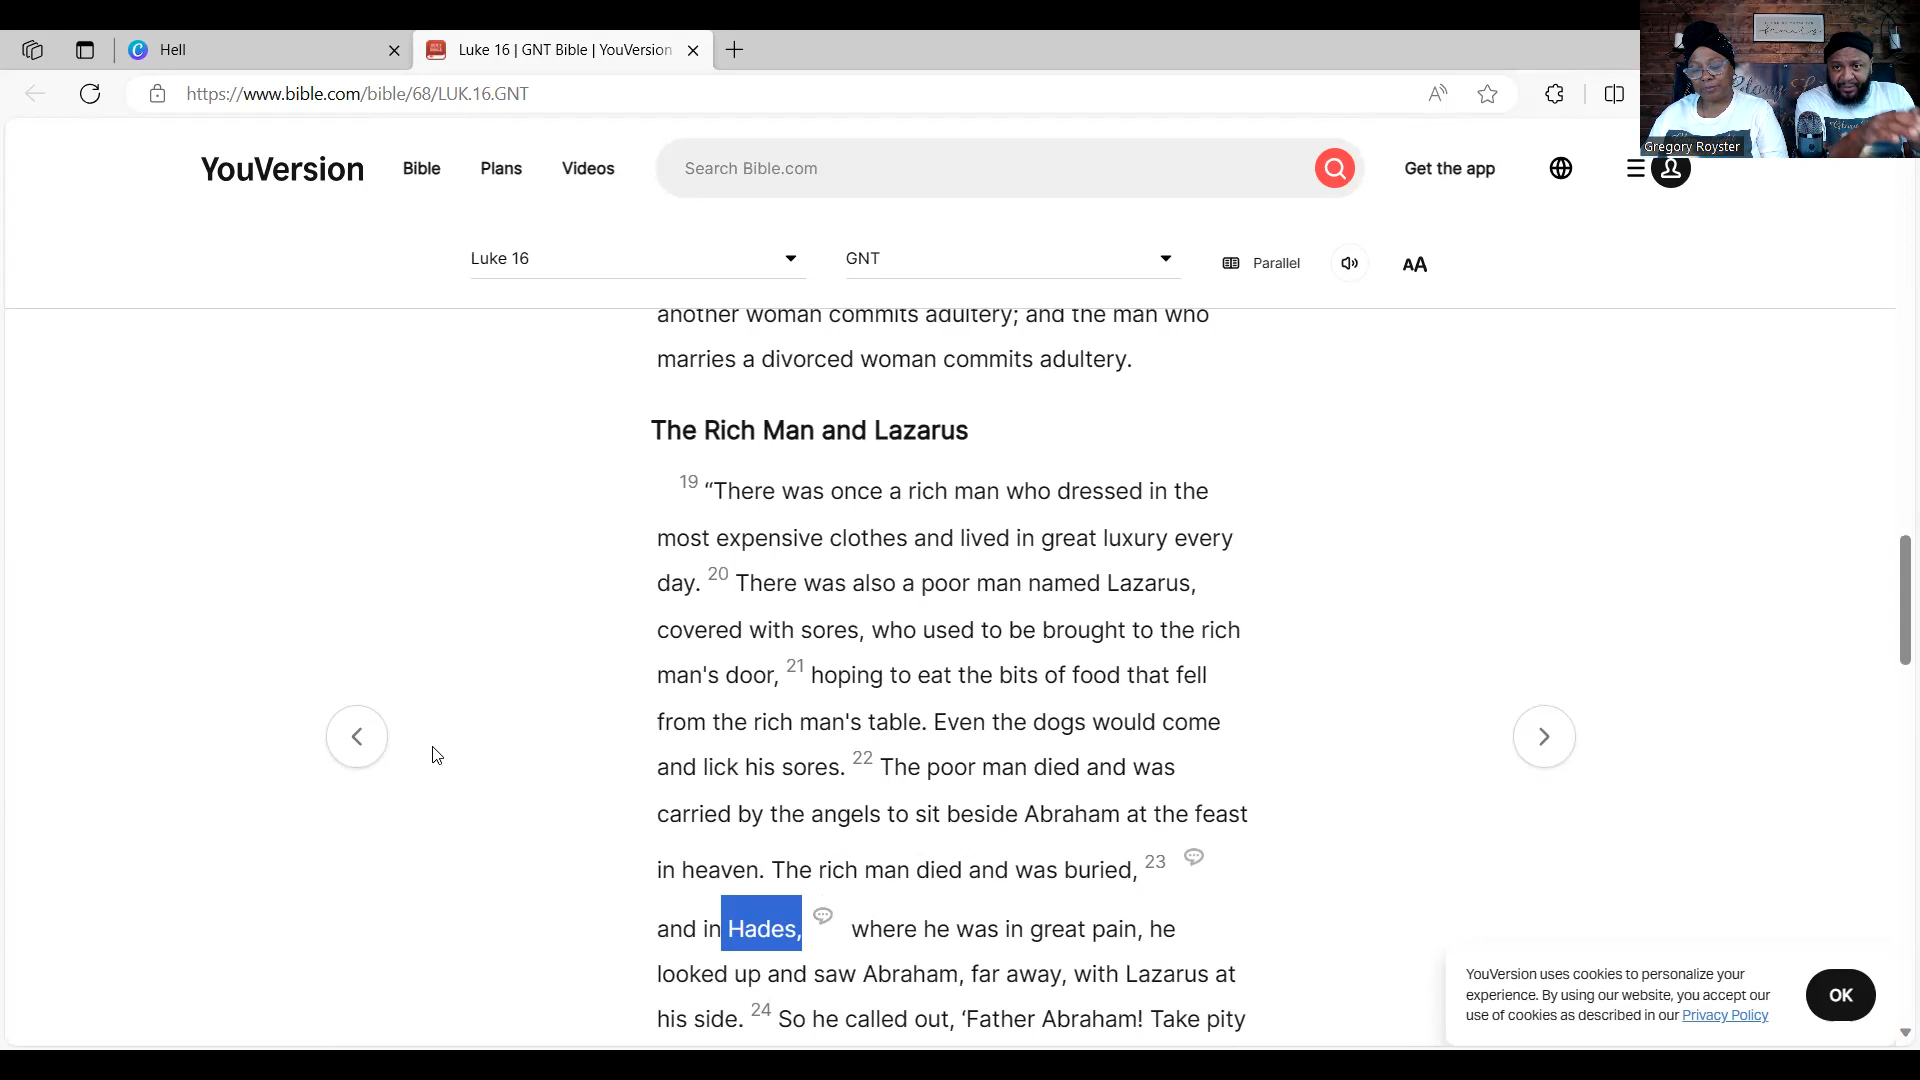 Hell
Luke 16 | GNT Bible | YouVersion
https://www.bible.com/bible/68/LUK.16.GNT
Gregory Royster
YouVersion Bible Plans Videos Search Bible.com Get the app
Luke 16 GNT Parallel AA
another woman commits adultery; and the man who
marries a divorced woman commits adultery.
The Rich Man and Lazarus
19 “There was once a rich man who dressed in the
most expensive clothes and lived in great luxury every
day. 20 There was also a poor man named Lazarus,
covered with sores, who used to be brought to the rich
man's door, 21 hoping to eat the bits of food that fell
from the rich man's table. Even the dogs would come
and lick his sores. 22 The poor man died and was
carried by the angels to sit beside Abraham at the feast
in heaven. The rich man died and was buried, 23
and in Hades, where he was in great pain, he
looked up and saw Abraham, far away, with Lazarus at
his side. 24 So he called out, ‘Father Abraham! Take pity
YouVersion uses cookies to personalize your
experience. By using our website, you accept our
use of cookies as described in our Privacy Policy
OK